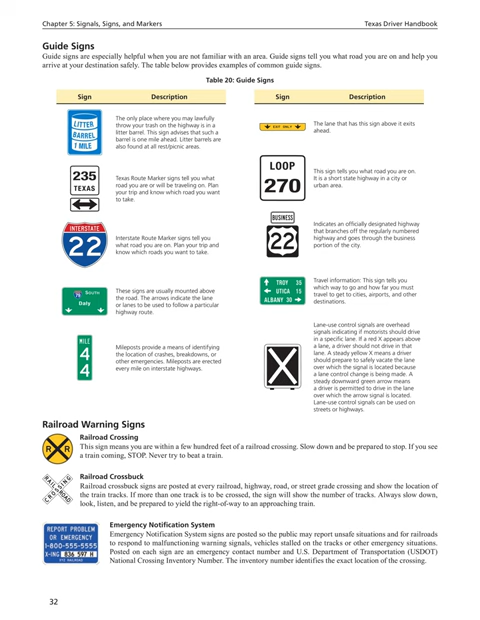 Chapter 5: Signals, Signs, and Markers
Texas Driver Handbook
Guide Signs
Guide signs are especially helpful when you are not familiar with an area. Guide signs tell you what road you are on and help you
arrive at your destination safely. The table below provides examples of common guide signs.
Table 20: Guide Signs
Sign
Description
LITTER
BARREL
1 MILE
The only place where you may lawfully
throw your trash on the highway is in a
litter barrel. This sign advises that such a
barrel is one mile ahead. Litter barrels are
also found at all rest/picnic areas.
235
TEXAS
Texas Route Marker signs tell you what
road you are or will be traveling on. Plan
your trip and know which road you want
to take.
INTERSTATE
22
Interstate Route Marker signs tell you
what road you are on. Plan your trip and
know which roads you want to take.
South
Daly
These signs are usually mounted above
the road. The arrows indicate the lane
or lanes to be used to follow a particular
highway route.
MILE
4
4
Mileposts provide a means of identifying
the location of crashes, breakdowns, or
other emergencies. Mileposts are erected
every mile on interstate highways.
Sign
Description
EXIT ONLY
The lane that has this sign above it exits
ahead.
LOOP
270
This sign tells you what road you are on.
It is a short state highway in a city or
urban area.
BUSINESS
22
Indicates an officially designated highway
that branches off the regularly numbered
highway and goes through the business
portion of the city.
TROY 35
UTICA 15
ALBANY 30
Travel information: This sign tells you
which way to go and how far you must
travel to get to cities, airports, and other
destinations.
X
Lane-use control signals are overhead
signals indicating if motorists should drive
in a specific lane. If a red X appears above
a lane, a driver should not drive in that
lane. A steady yellow X means a driver
should prepare to safely vacate the lane
over which the signal is located because
a lane control change is being made. A
steady downward green arrow means
a driver is permitted to drive in the lane
over which the arrow signal is located.
Lane-use control signals can be used on
streets or highways.
Railroad Warning Signs
R R
Railroad Crossing
This sign means you are within a few hundred feet of a railroad crossing. Slow down and be prepared to stop. If you see
a train coming, STOP. Never try to beat a train.
RAILROAD
CROSSING
Railroad Crossbuck
Railroad crossbuck signs are posted at every railroad, highway, road, or street grade crossing and show the location of
the train tracks. If more than one track is to be crossed, the sign will show the number of tracks. Always slow down,
look, listen, and be prepared to yield the right-of-way to an approaching train.
REPORT PROBLEM
OR EMERGENCY
1-800-555-5555
X-ING 836 597 H
XYZ RAILROAD
Emergency Notification System
Emergency Notification System signs are posted so the public may report unsafe situations and for railroads
to respond to malfunctioning warning signals, vehicles stalled on the tracks or other emergency situations.
Posted on each sign are an emergency contact number and U.S. Department of Transportation (USDOT)
National Crossing Inventory Number. The inventory number identifies the exact location of the crossing.
32